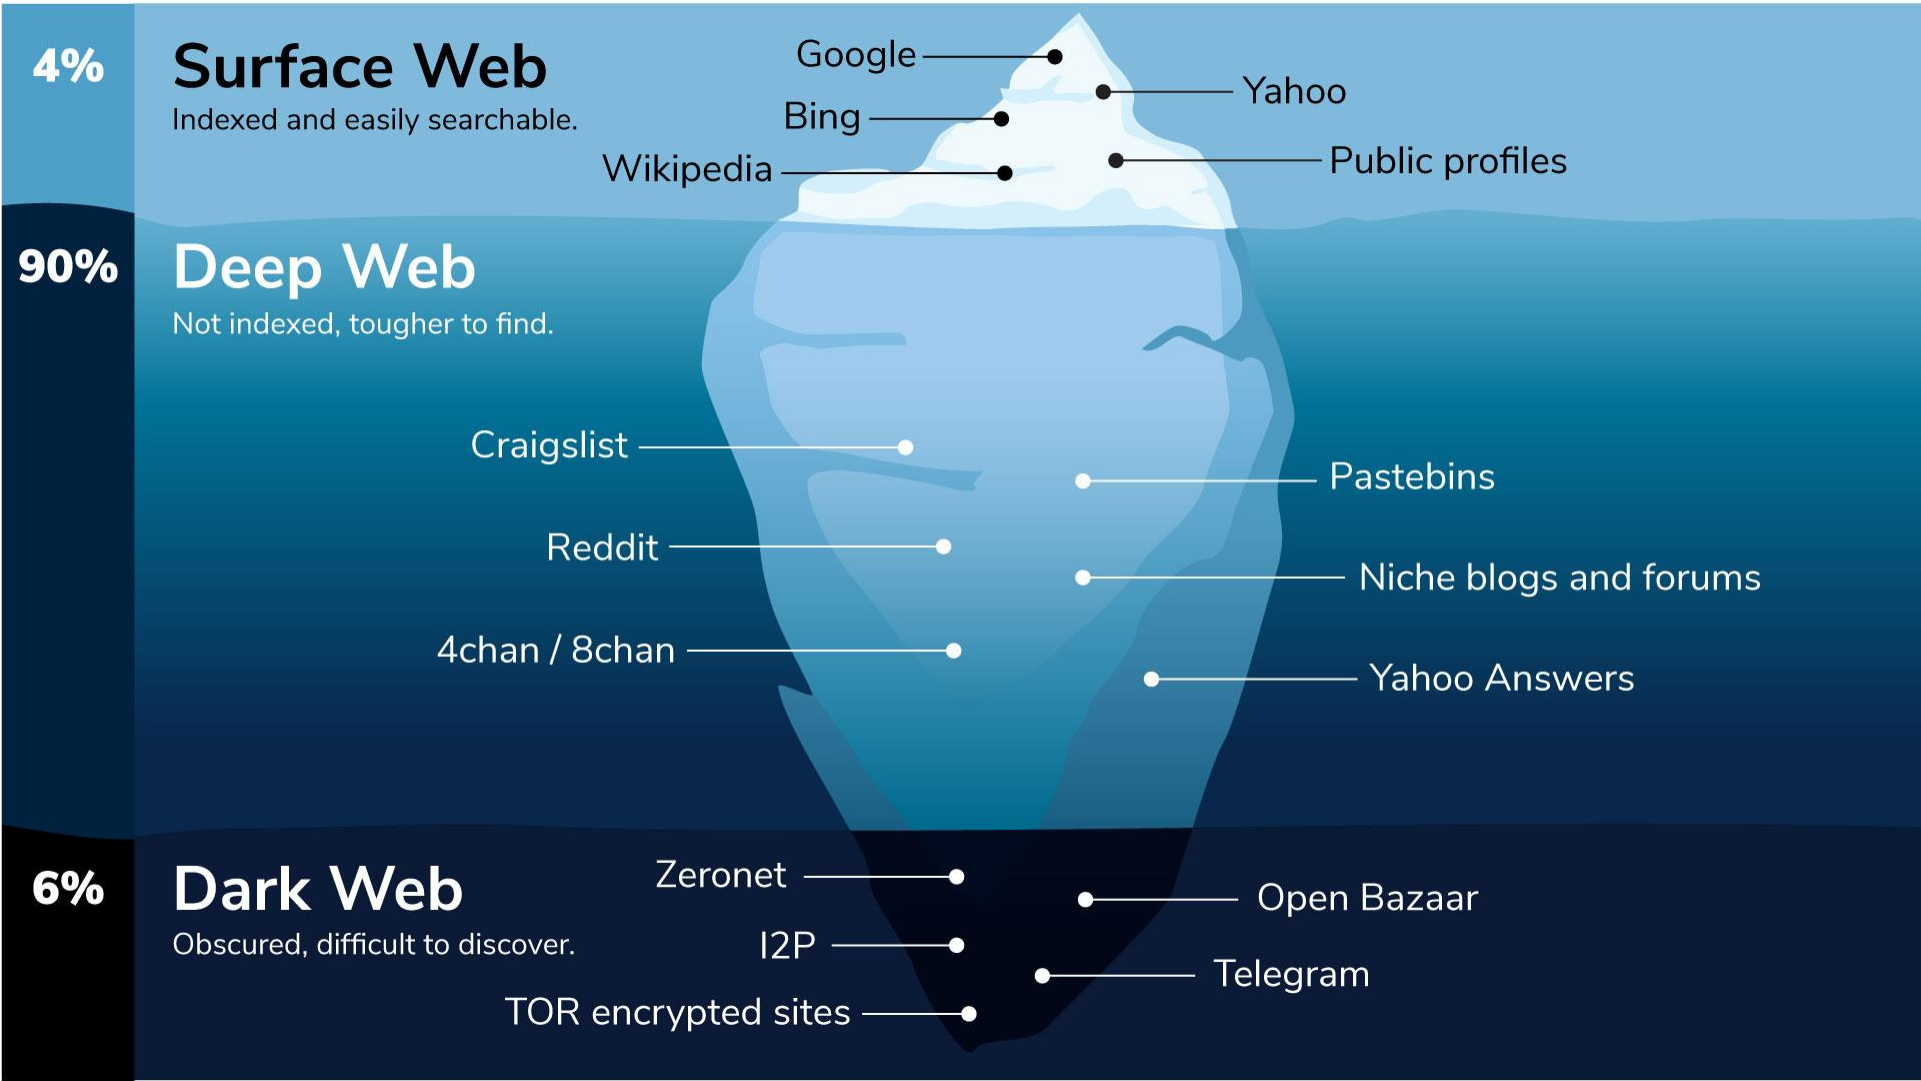 4%
Surface Web
Indexed and easily searchable.
Google
Yahoo
Bing
Public profiles
Wikipedia
90%
Deep Web
Not indexed, tougher to find.
Craigslist
Pastebins
Reddit
Niche blogs and forums
4chan / 8chan
Yahoo Answers
6%
Dark Web
Obscured, difficult to discover.
Zeronet
Open Bazaar
I2P
Telegram
TOR encrypted sites